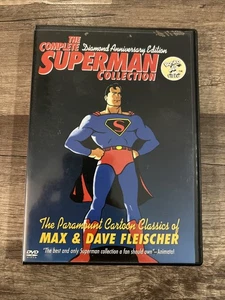 THE
COMPLETE Diamond Anniversary Edition
SUPERMAN
COLLECTION
S
The Paramount Cartoon Classics of
MAX & DAVE FLEISCHER
"The best and only Superman collection a fan should own"-Animato!
DVD